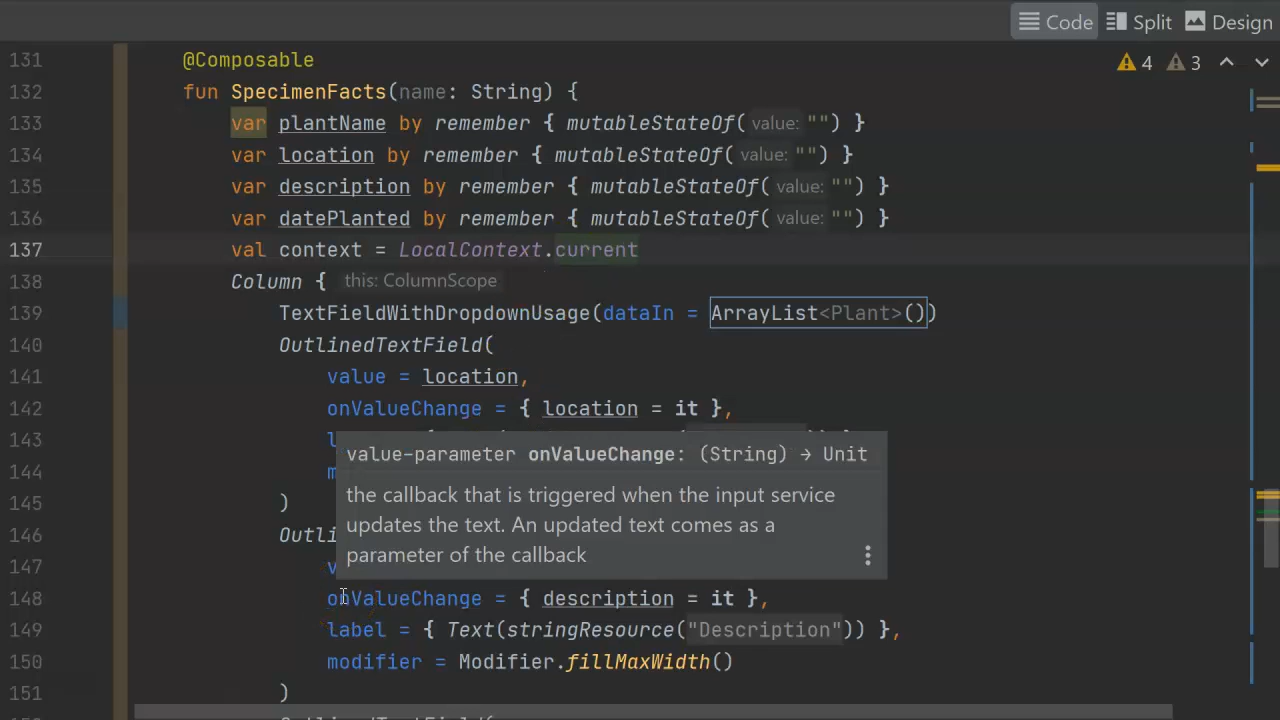 Code Split Design
131 @Composable 4 3
132 fun SpecimenFacts(name: String) {
133 var plantName by remember { mutableStateOf( value: "") }
134 var location by remember { mutableStateOf( value: "") }
135 var description by remember { mutableStateOf( value: "") }
136 var datePlanted by remember { mutableStateOf( value: "") }
137 val context = LocalContext.current
138 Column { this: ColumnScope
139 TextFieldWithDropdownUsage(dataIn = ArrayList<Plant>())
140 OutlinedTextField(
141 value = location,
142 onValueChange = { location = it },
143
value-parameter onValueChange: (String) → Unit
144
the callback that is triggered when the input service
145 )
updates the text. An updated text comes as a
146 Outli
parameter of the callback
147
148 onValueChange = { description = it },
149 label = { Text(stringResource("Description")) },
150 modifier = Modifier.fillMaxWidth()
151 )